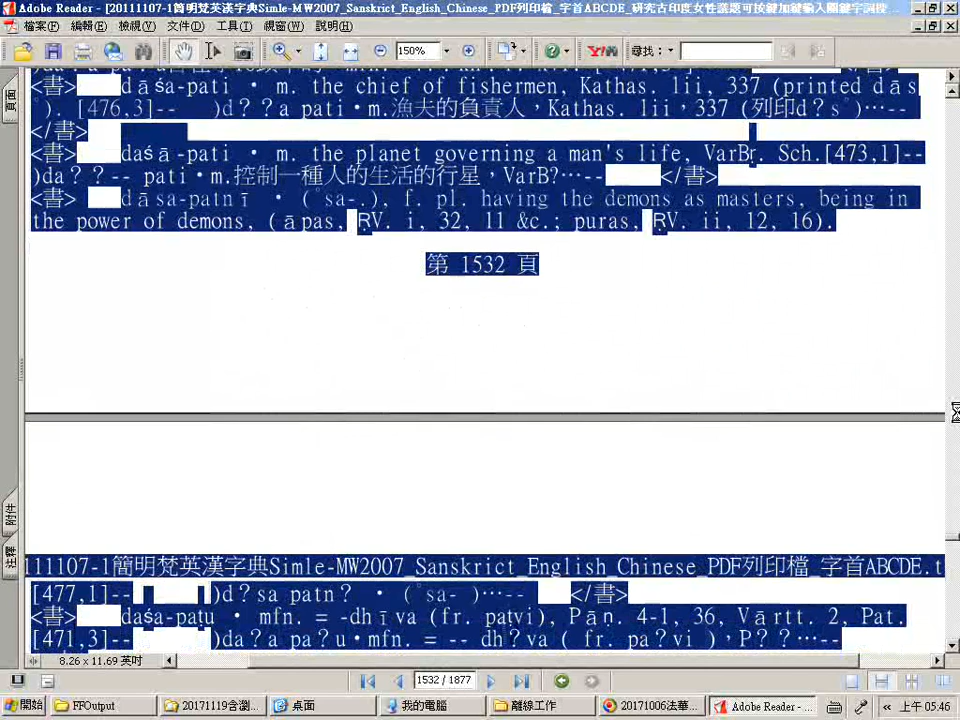 Adobe Reader - [20111107-1簡明梵英漢字典Simle-MW2007_Sanskrict_English_Chinese_PDF列印檔_字首ABCDE_研究古印度女性議題可按鍵加鍵輸入關鍵字詞搜
檔案(F) 編輯(E) 檢視(V) 文件(D) 工具(T) 視窗(W) 說明(H)
150% 尋找：
<書> dāśa-pati • m. the chief of fishermen, Kathas. lii, 337 (printed dās
°). [476,3]-- )d??a pati•m.漁夫的負責人，Kathas. lii，337 (列印d?s°)…--
</書>
<書> daśā-pati • m. the planet governing a man's life, VarBṛ. Sch.[473,1]--
)da??-- pati•m.控制一種人的生活的行星，VarB?…-- </書>
<書> dāsa-patnī • (°sa-.), f. pl. having the demons as masters, being in
the power of demons, (āpas, ṚV. i, 32, 11 &c.; puras, ṚV. ii, 12, 16).
第 1532 頁
111107-1簡明梵英漢字典Simle-MW2007_Sanskrict_English_Chinese_PDF列印檔_字首ABCDE.t
[477,1]-- )d?sa patn? • (°sa- )…-- </書>
<書> daśa-paṭu • mfn. = -dhīva (fr. paṭvi), Pāṇ. 4-1, 36, Vārtt. 2, Pat.
[471,3]-- )da?a pa?u•mfn. = -- dh?va ( fr. pa?vi )，P??…--
頁面
附件
注釋
8.26 x 11.69 英吋
1532 / 1877
開始 FFOutput 20171119含瀏... 桌面 我的電腦 離線工作 20171006法華... Adobe Reader - [... 上午 05:46